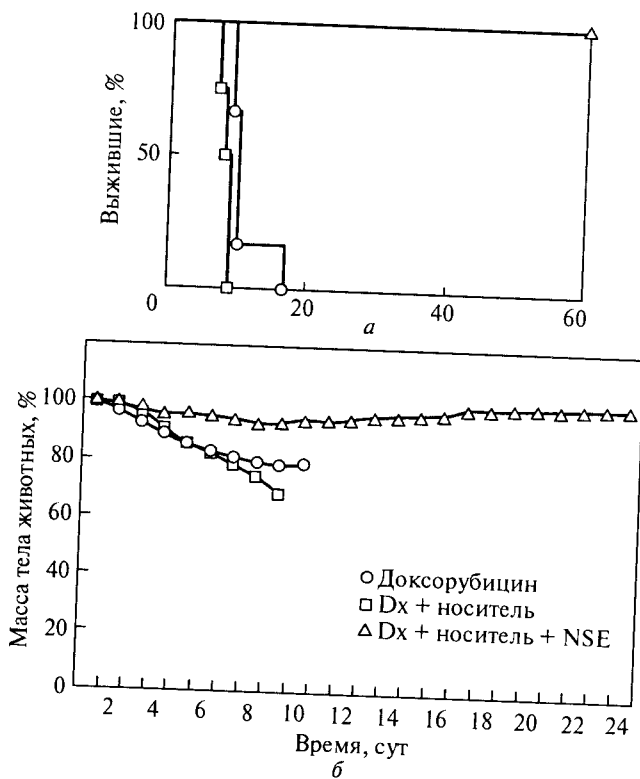 100
Выжившие, %
50
0
20
60
а
Масса тела животных, %
100
80
60
40
20
0
Доксорубицин
Dx + носитель
Dx + носитель + NSE
2 4 6 8 10 12 14 16 18 20 22 24
Время, сут
б